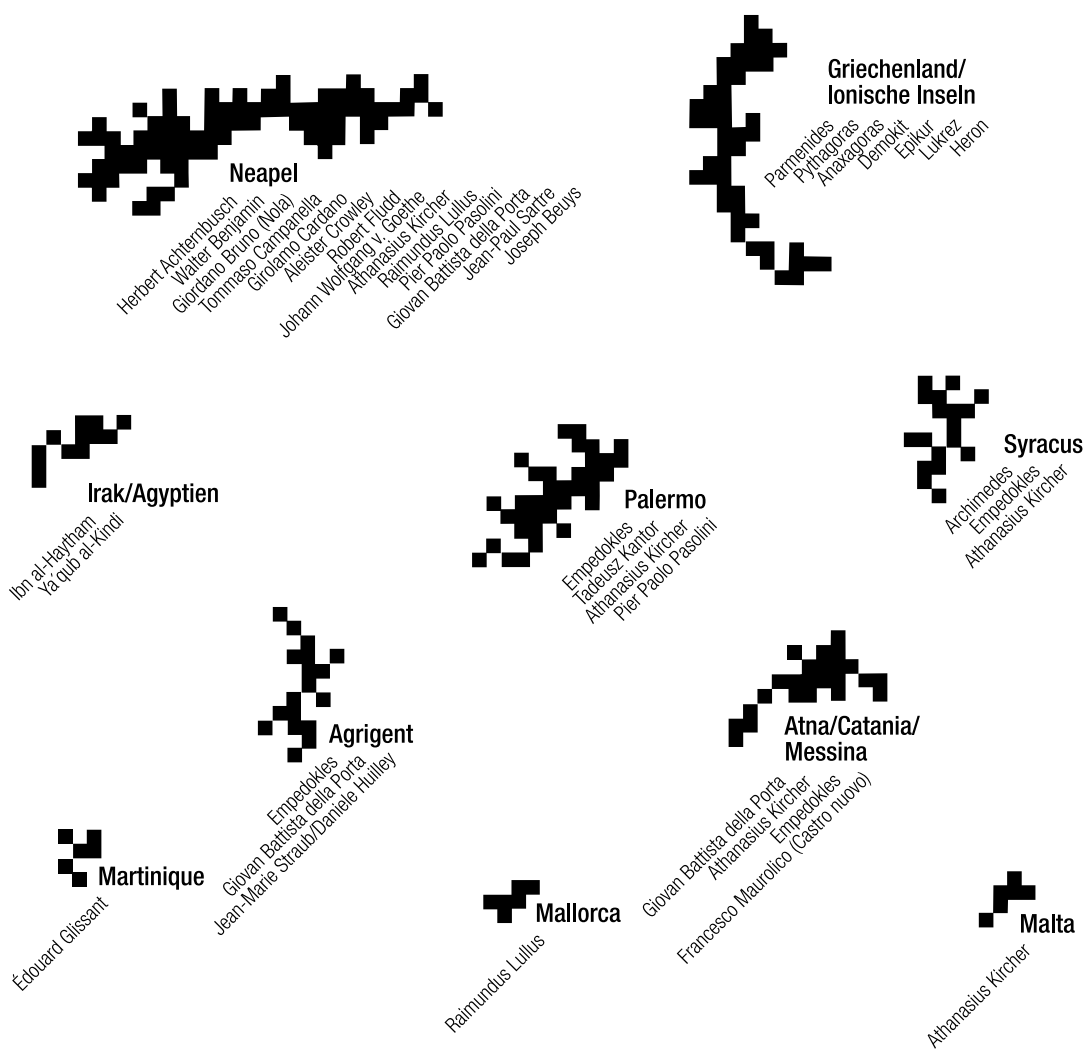 Neapel
Herbert Achternbusch
Walter Benjamin
Giordano Bruno (Nola)
Tommaso Campanella
Girolamo Cardano
Aleister Crowley
Robert Fludd
Johann Wolfgang v. Goethe
Athanasius Kircher
Raimundus Lullus
Pier Paolo Pasolini
Giovan Battista della Porta
Jean-Paul Sartre
Joseph Beuys
Griechenland/
Ionische Inseln
Parmenides
Pythagoras
Anaxagoras
Demokit
Epikur
Lukrez
Heron
Irak/Agyptien
Ibn al-Haytham
Ya´qub al-Kindi
Palermo
Empedokles
Tadeusz Kantor
Athanasius Kircher
Pier Paolo Pasolini
Syracus
Archimedes
Empedokles
Athanasius Kircher
Agrigent
Empedokles
Giovan Battista della Porta
Jean-Marie Straub/Daniele Huilley
Atna/Catania/
Messina
Giovan Battista della Porta
Athanasius Kircher
Empedokles
Francesco Maurolico (Castro nuovo)
Martinique
Édouard Glissant
Mallorca
Raimundus Lullus
Malta
Athanasius Kircher